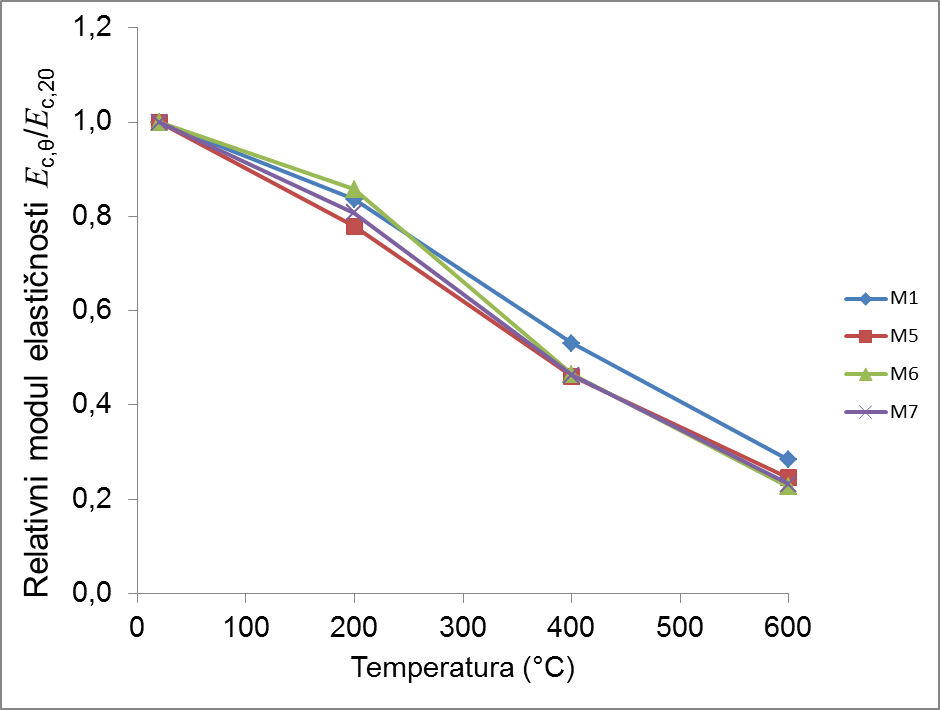 1,2
1,0
0,8
0,6
0,4
0,2
0,0
Relativni modul elastičnosti Ec,θ/Ec,20
0 100 200 300 400 500 600
Temperatura (°C)
M1
M5
M6
M7